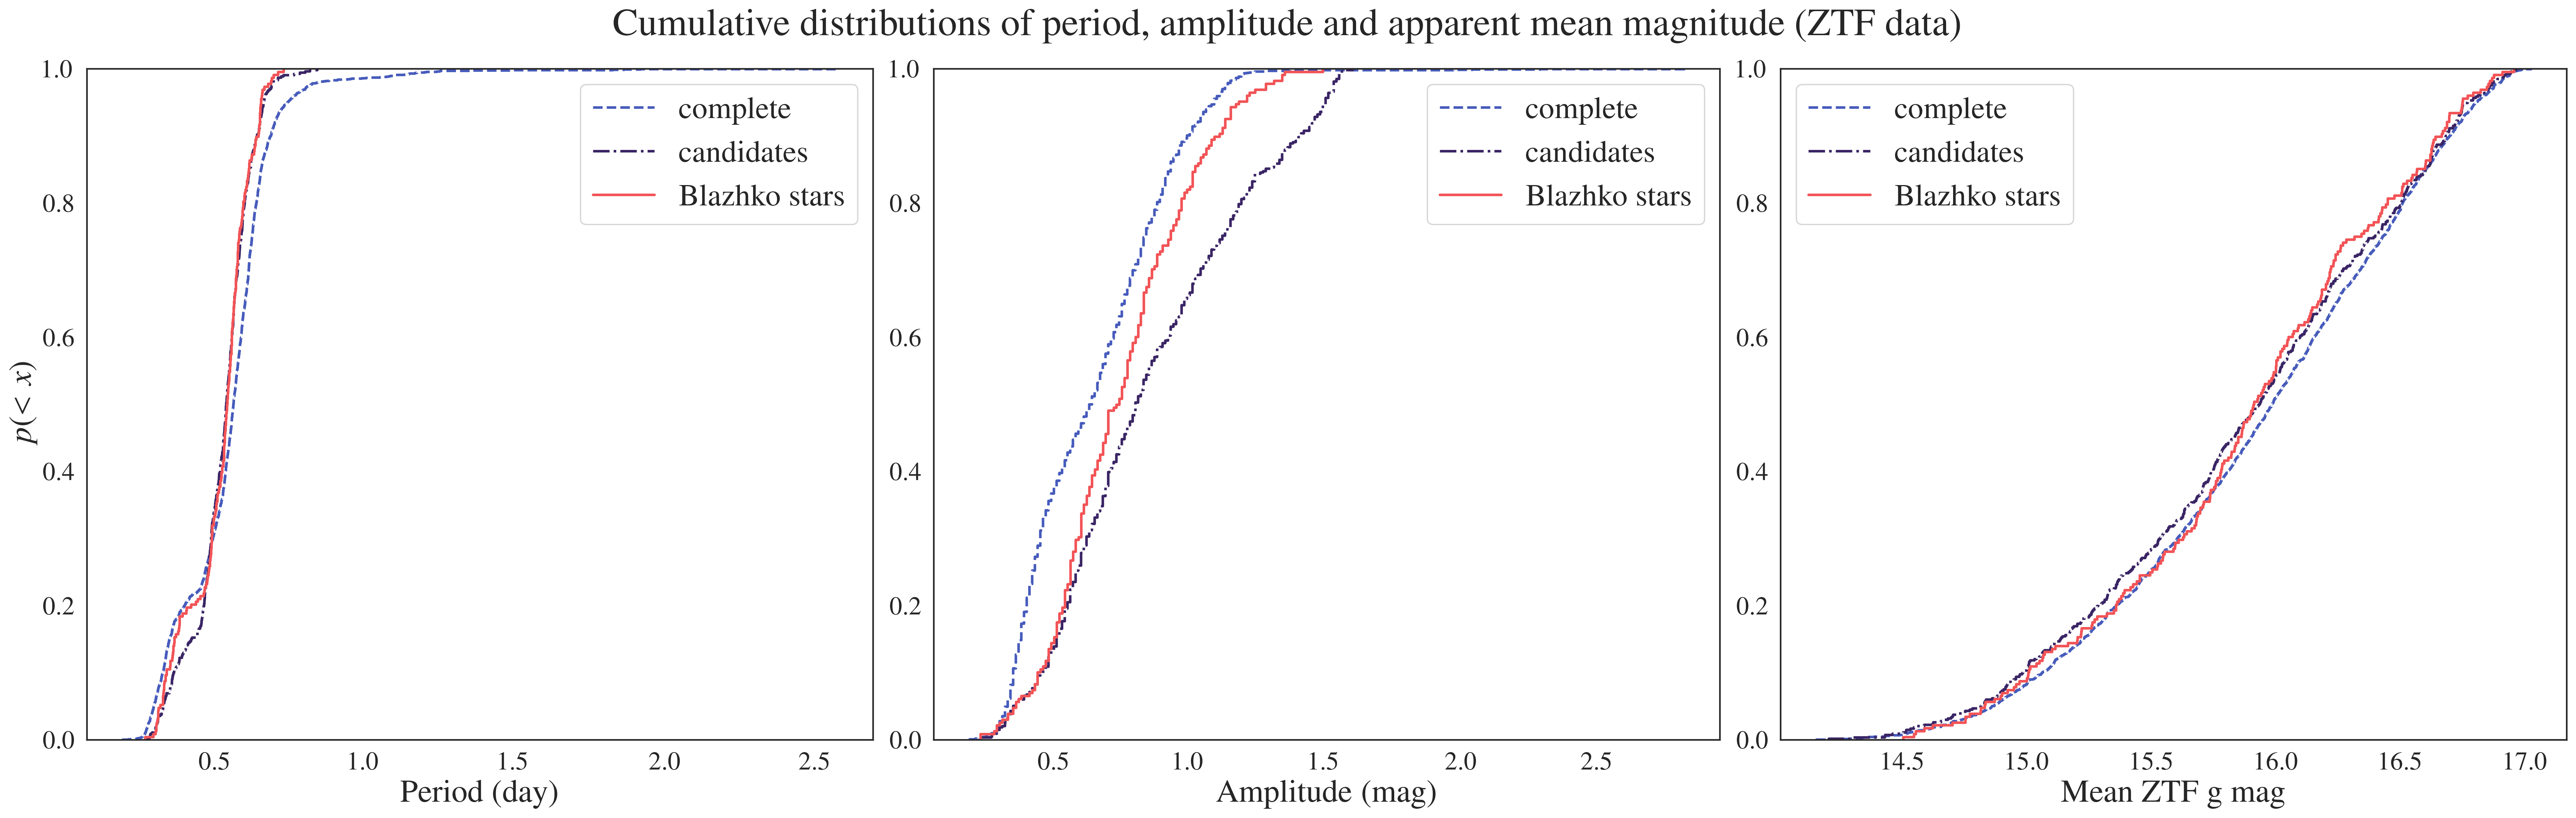 Cumulative distributions of period, amplitude and apparent mean magnitude (ZTF data)
p(< x)
1.0
0.8
0.6
0.4
0.2
0.0
complete
candidates
Blazhko stars
0.5 1.0 1.5 2.0 2.5
Period (day)
1.0
0.8
0.6
0.4
0.2
0.0
complete
candidates
Blazhko stars
0.5 1.0 1.5 2.0 2.5
Amplitude (mag)
1.0
0.8
0.6
0.4
0.2
0.0
complete
candidates
Blazhko stars
14.5 15.0 15.5 16.0 16.5 17.0
Mean ZTF g mag